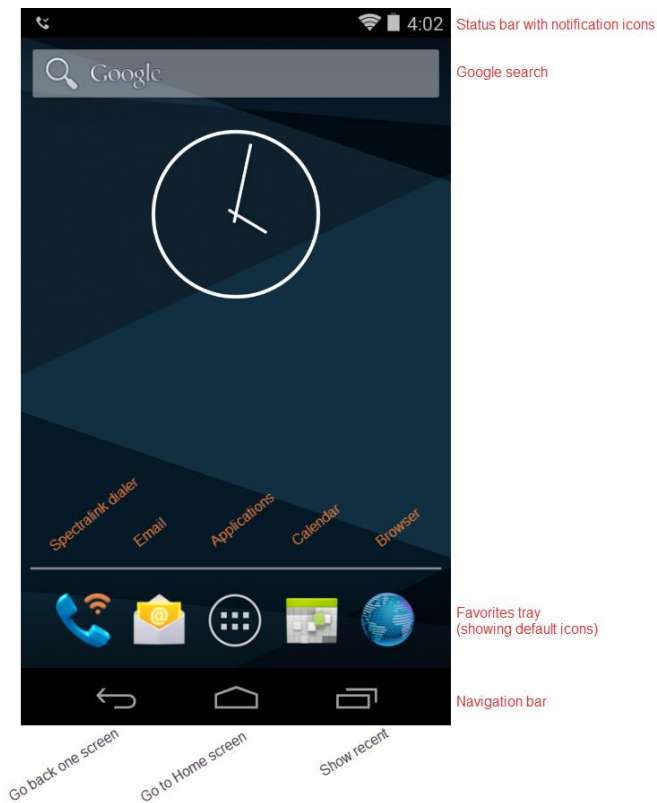 4:02
Status bar with notification icons
Google
Google search
Spectralink dialer
Email
Applications
Calendar
Browser
@
Favorites tray
(showing default icons)
Navigation bar
Go back one screen
Go to Home screen
Show recent